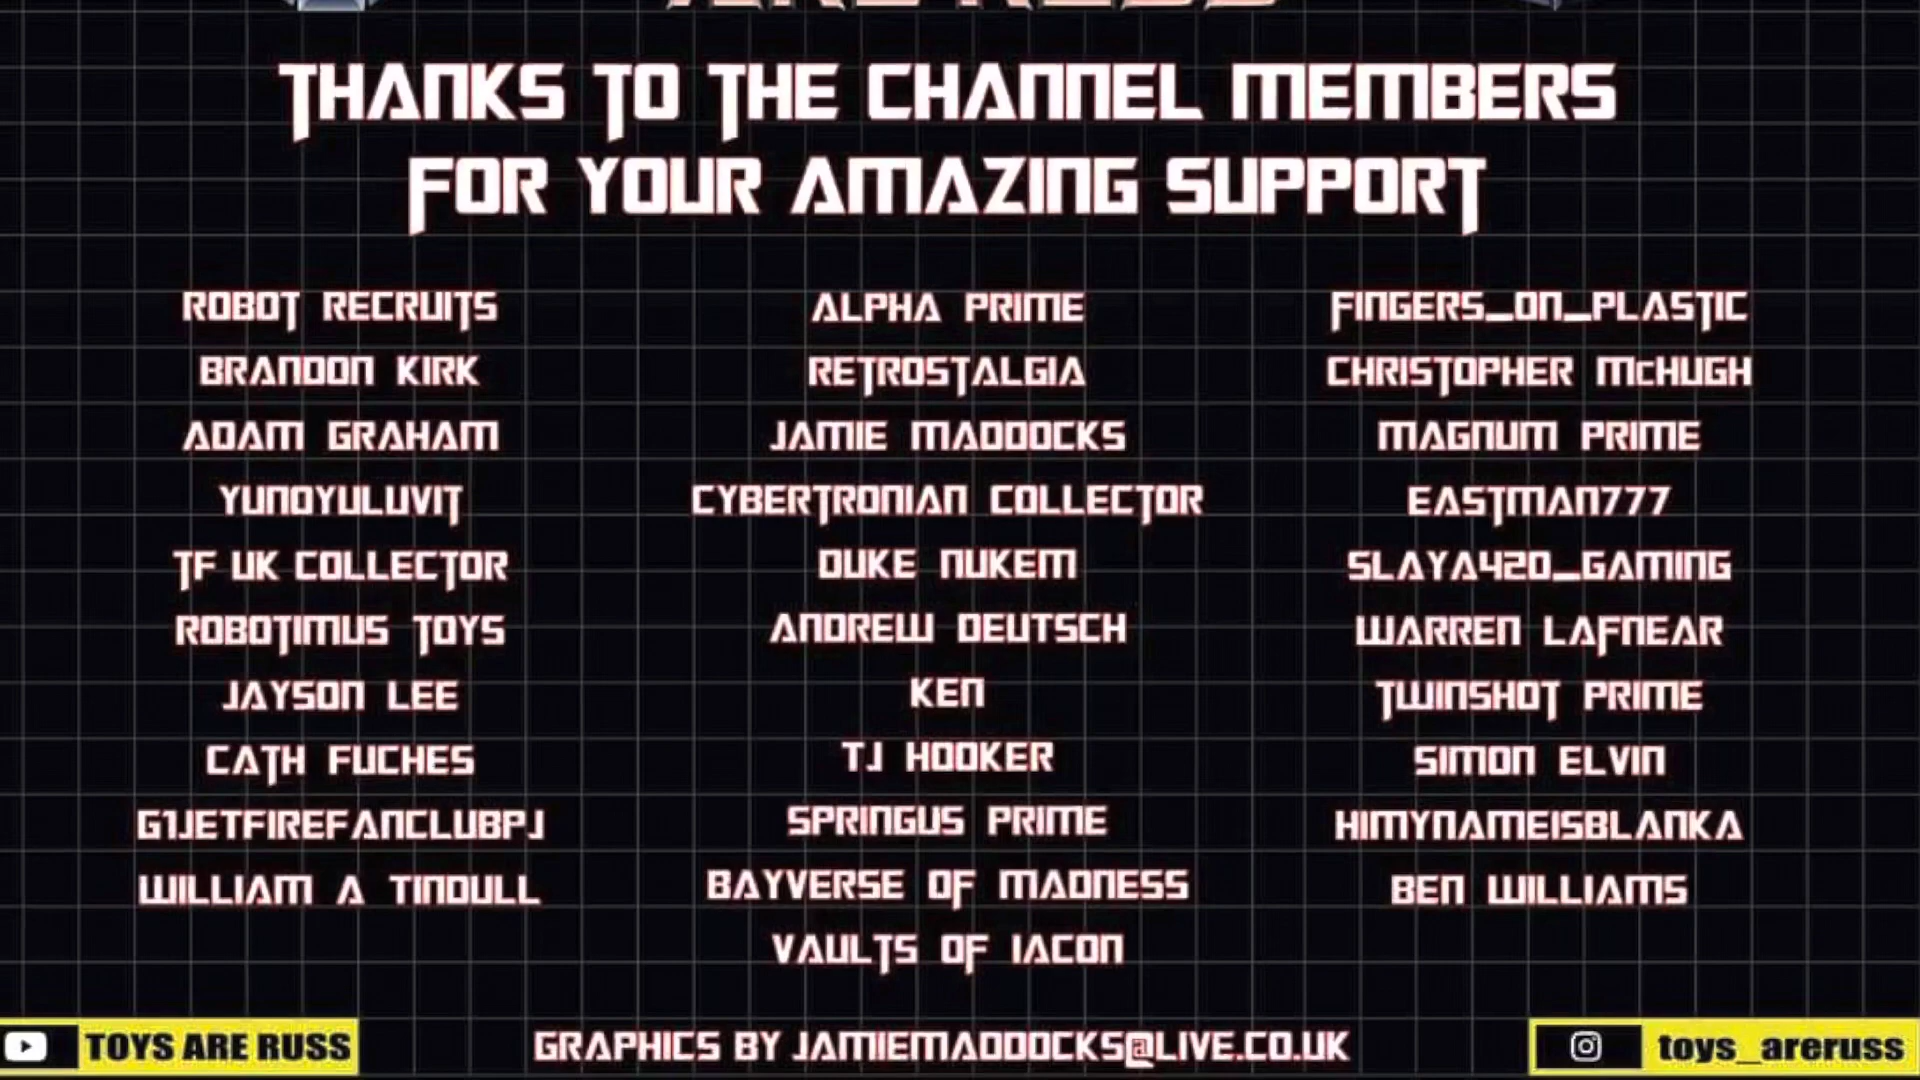 ARE RUSS
THANKS TO THE CHANNEL MEMBERS
FOR YOUR AMAZING SUPPORT
ROBOT RECRUITS
BRANDON KIRK
ADAM GRAHAM
YUNOYULUVIT
TF UK COLLECTOR
ROBOTIMUS TOYS
JAYSON LEE
CATH FUCHES
G1JETFIREFANCLUBPJ
WILLIAM A TINDULL
ALPHA PRIME
RETROSTALGIA
JAMIE MADDOCKS
CYBERTRONIAN COLLECTOR
DUKE NUKEM
ANDREW DEUTSCH
KEN
TJ HOOKER
SPRINGUS PRIME
BAYVERSE OF MADNESS
VAULTS OF IACON
FINGERS_ON_PLASTIC
CHRISTOPHER McHUGH
MAGNUM PRIME
EASTMAN777
SLAYA420_GAMING
WARREN LAFNEAR
TWINSHOT PRIME
SIMON ELVIN
HIMYNAMEISBLANKA
BEN WILLIAMS
TOYS ARE RUSS
GRAPHICS BY JAMIEMADDOCKS@LIVE.CO.UK
toys_areruss